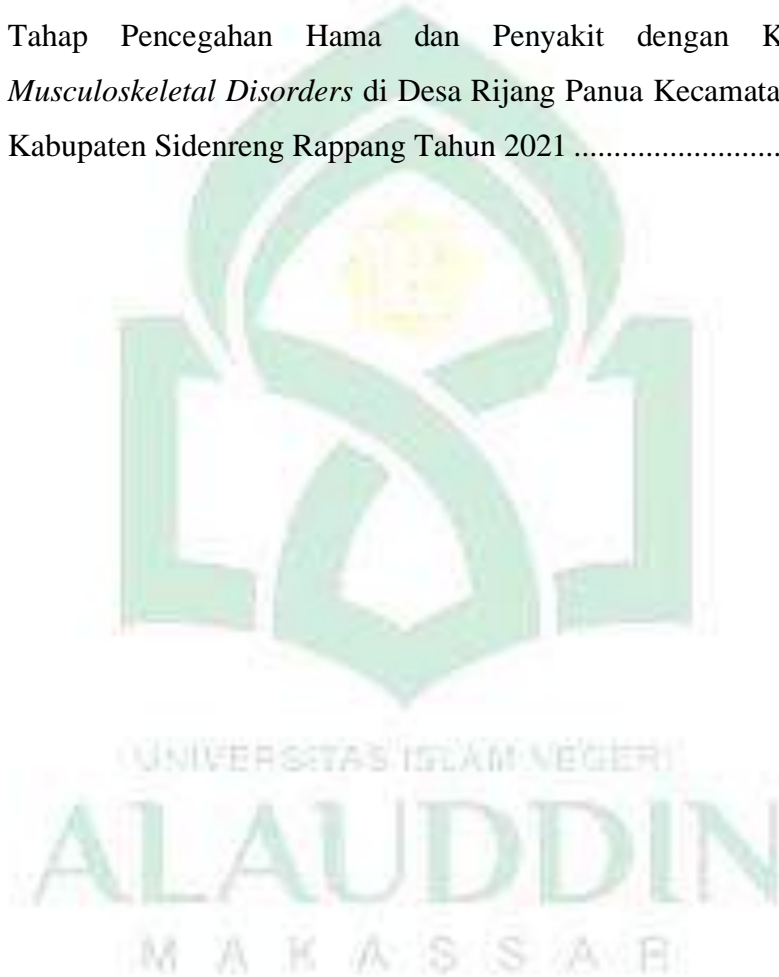 Tahap Pencegahan Hama dan Penyakit dengan K
Musculoskeletal Disorders di Desa Rijang Panua Kecamata
Kabupaten Sidenreng Rappang Tahun 2021 ........................
UNIVERSITAS ISLAM NEGERI
ALAUDDIN
MAKASSAR